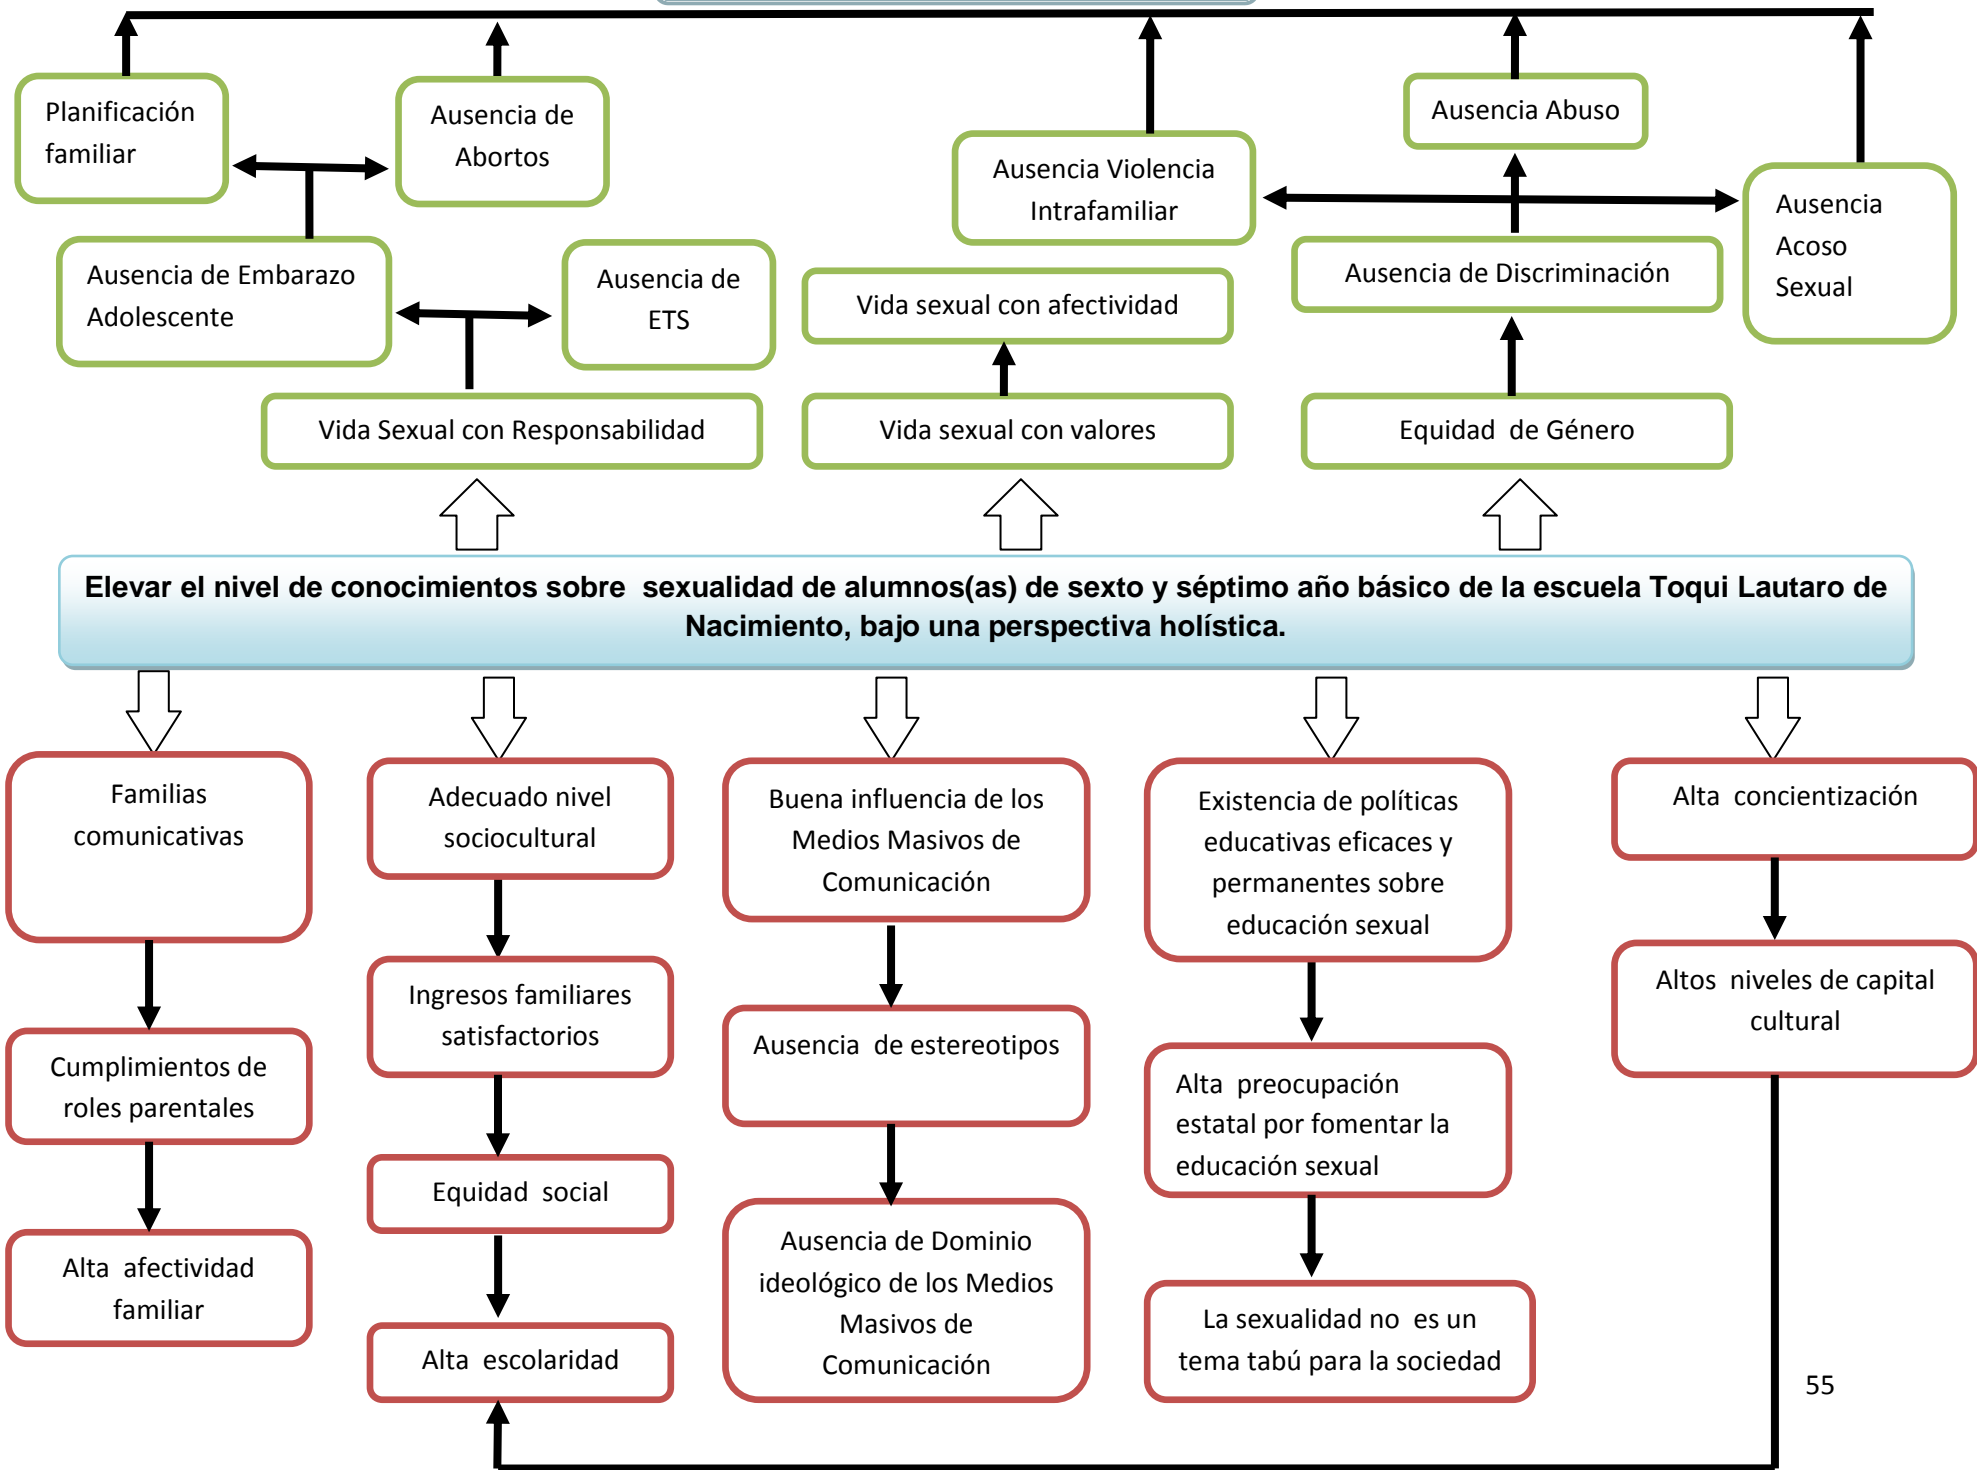 Planificación
familiar
Ausencia de
Abortos
Ausencia Violencia
Intrafamiliar
Ausencia Abuso
Ausencia
Acoso
Sexual
Ausencia de Embarazo
Adolescente
Ausencia de
ETS
Vida sexual con afectividad
Ausencia de Discriminación
Vida Sexual con Responsabilidad
Vida sexual con valores
Equidad de Género
Elevar el nivel de conocimientos sobre sexualidad de alumnos(as) de sexto y séptimo año básico de la escuela Toqui Lautaro de
Nacimiento, bajo una perspectiva holística.
Familias
comunicativas
Adecuado nivel
sociocultural
Buena influencia de los
Medios Masivos de
Comunicación
Existencia de políticas
educativas eficaces y
permanentes sobre
educación sexual
Alta concientización
Cumplimientos de
roles parentales
Ingresos familiares
satisfactorios
Ausencia de estereotipos
Alta preocupación
estatal por fomentar la
educación sexual
Altos niveles de capital
cultural
Alta afectividad
familiar
Equidad social
Alta escolaridad
Ausencia de Dominio
ideológico de los Medios
Masivos de
Comunicación
La sexualidad no es un
tema tabú para la sociedad
55